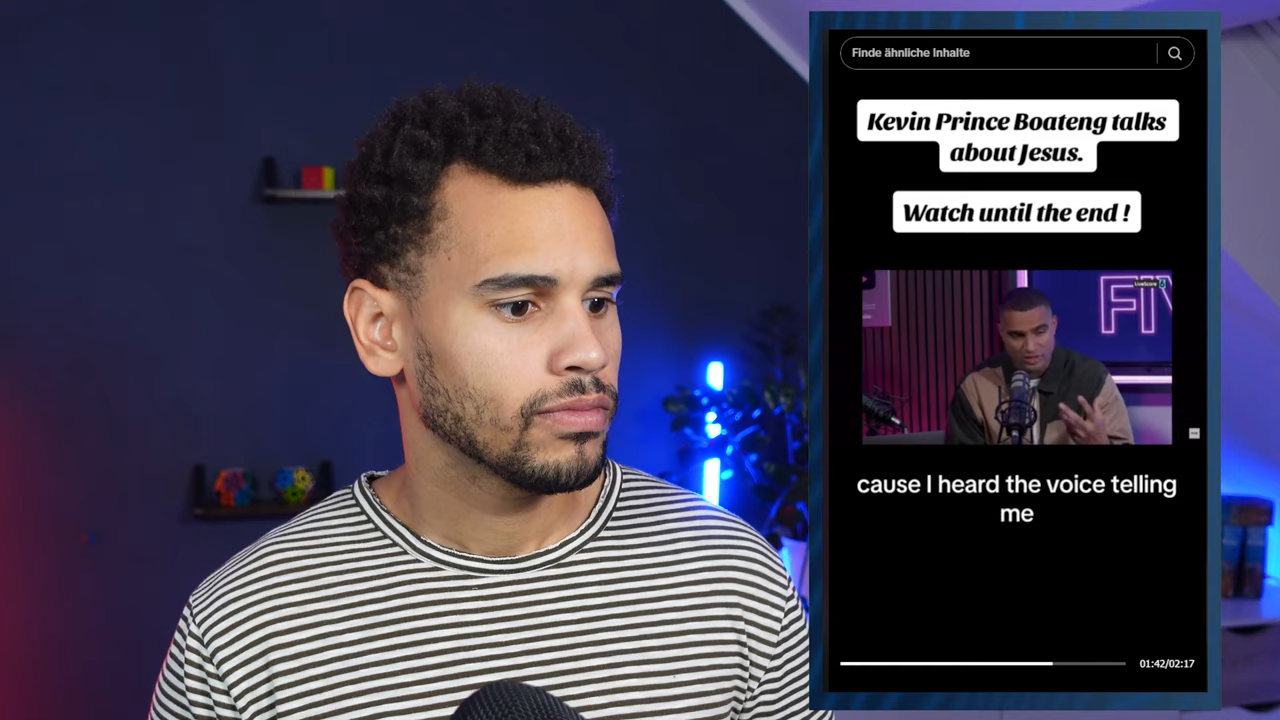 Finde ähnliche Inhalte
Kevin Prince Boateng talks
about Jesus.
Watch until the end !
LiveScore
FIV
cause I heard the voice telling
me
01:42/02:17